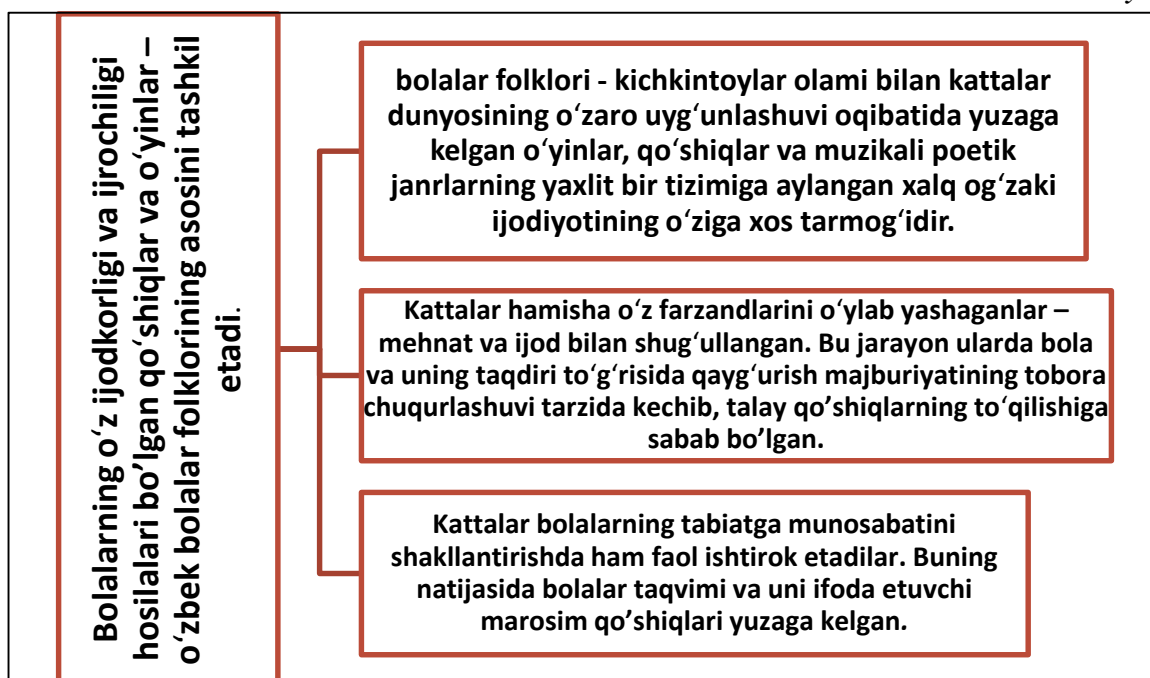 Bolalarning o‘z ijodkorligi va ijrochiligi
hosilalari bo’lgan qo‘shiqlar va o‘yinlar –
o‘zbek bolalar folklorining asosini tashkil
etadi.
bolalar folklori - kichkintoylar olami bilan kattalar
dunyosining o‘zaro uyg‘unlashuvi oqibatida yuzaga
kelgan o‘yinlar, qo‘shiqlar va muzikali poetik
janrlarning yaxlit bir tizimiga aylangan xalq og‘zaki
ijodiyotining o‘ziga xos tarmog‘idir.
Kattalar hamisha o‘z farzandlarini o‘ylab yashaganlar –
mehnat va ijod bilan shug‘ullangan. Bu jarayon ularda bola
va uning taqdiri to‘g‘risida qayg‘urish majburiyatining tobora
chuqurlashuvi tarzida kechib, talay qo’shiqlarning to‘qilishiga
sabab bo’lgan.
Kattalar bolalarning tabiatga munosabatini
shakllantirishda ham faol ishtirok etadilar. Buning
natijasida bolalar taqvimi va uni ifoda etuvchi
marosim qo’shiqlari yuzaga kelgan.